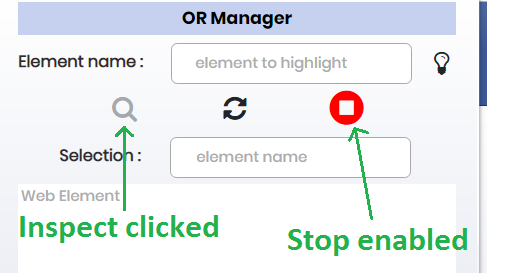 OR Manager
Element name :
element to highlight
Selection :
element name
Web Element
Inspect clicked
Stop enabled